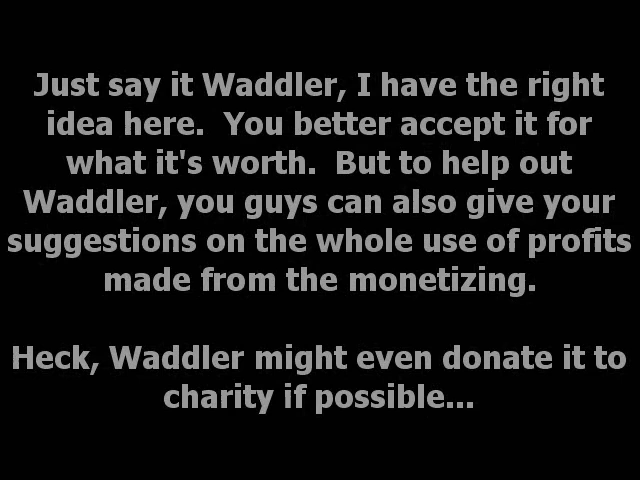 Just say it Waddler, I have the right
idea here.  You better accept it for
what it's worth.  But to help out
Waddler, you guys can also give your
suggestions on the whole use of profits
made from the monetizing.
Heck, Waddler might even donate it to
charity if possible...